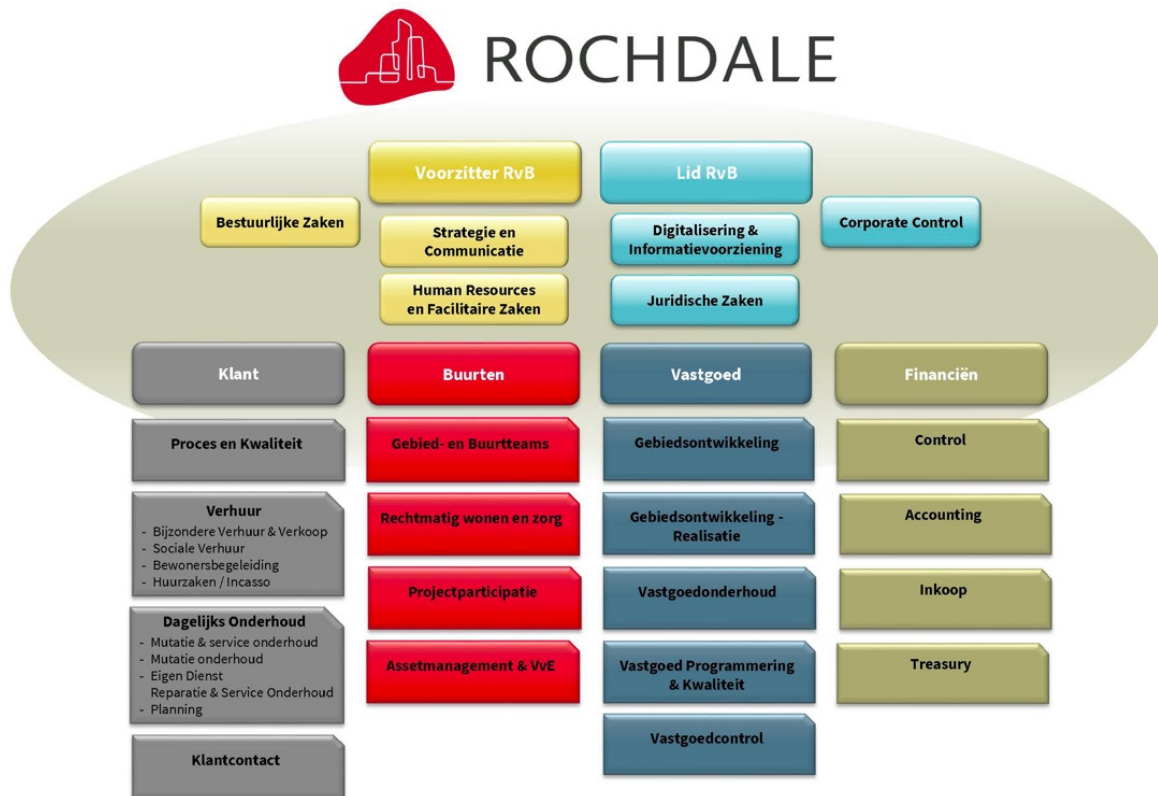 ROCHDALE
Voorzitter RvB
Lid RvB
Bestuurlijke Zaken
Strategie en
Communicatie
Digitalisering &
Informatievoorziening
Corporate Control
Human Resources
en Facilitaire Zaken
Juridische Zaken
Klant
Buurten
Vastgoed
Financiën
Proces en Kwaliteit
Verhuur
- Bijzondere Verhuur & Verkoop
- Sociale Verhuur
- Bewonersbegeleiding
- Huurzaken / Incasso
Dagelijks Onderhoud
- Mutatie & service onderhoud
- Mutatie onderhoud
- Eigen Dienst
Reparatie & Service Onderhoud
- Planning
Klantcontact
Gebied- en Buurtteams
Rechtmatig wonen en zorg
Projectparticipatie
Assetmanagement & VvE
Gebiedsontwikkeling
Gebiedsontwikkeling -
Realisatie
Vastgoedonderhoud
Vastgoed Programmering
& Kwaliteit
Vastgoedcontrol
Control
Accounting
Inkoop
Treasury